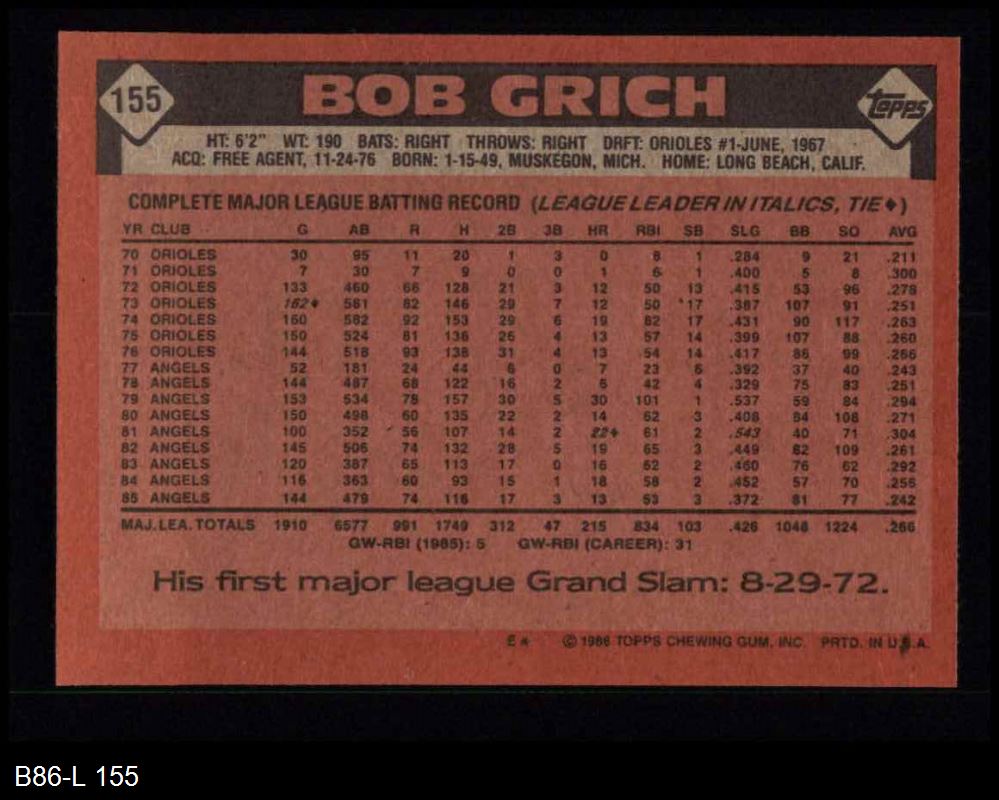 155 BOB GRICH TOPPS
HT: 6'2" WT: 190 BATS: RIGHT THROWS: RIGHT DRFT: ORIOLES #1-JUNE, 1967
ACQ: FREE AGENT, 11-24-76 BORN: 1-15-49, MUSKEGON, MICH. HOME: LONG BEACH, CALIF.
COMPLETE MAJOR LEAGUE BATTING RECORD (LEAGUE LEADER IN ITALICS, TIE♦)
YR CLUB G AB R H 2B 3B HR RBI SB SLG BB SO AVG
70 ORIOLES 30 95 11 20 1 3 0 8 1 .284 9 21 .211
71 ORIOLES 7 30 7 9 0 0 1 6 1 .400 5 8 .300
72 ORIOLES 133 460 66 128 21 3 12 50 13 .415 53 96 .278
73 ORIOLES 162♦ 581 82 146 29 7 12 50 17 .387 107 91 .251
74 ORIOLES 160 582 92 153 29 6 19 82 17 .431 90 117 .263
75 ORIOLES 150 524 81 136 26 4 13 57 14 .399 107 88 .260
76 ORIOLES 144 518 93 138 31 4 13 54 14 .417 86 99 .266
77 ANGELS 52 181 24 44 6 0 7 23 6 .392 37 40 .243
78 ANGELS 144 487 68 122 16 2 6 42 4 .329 75 83 .251
79 ANGELS 153 534 78 157 30 5 30 101 1 .537 59 84 .294
80 ANGELS 150 498 60 135 22 2 14 62 3 .408 84 108 .271
81 ANGELS 100 352 56 107 14 2 22♦ 61 2 .543 40 71 .304
82 ANGELS 145 506 74 132 28 5 19 65 3 .449 82 109 .261
83 ANGELS 120 387 65 113 17 0 16 62 2 .460 76 62 .292
84 ANGELS 116 363 60 93 15 1 18 58 2 .452 57 70 .256
85 ANGELS 144 479 74 116 17 3 13 53 3 .372 81 77 .242
MAJ. LEA. TOTALS 1910 6577 991 1749 312 47 215 834 103 .426 1048 1224 .266
GW-RBI (1985): 5 GW-RBI (CAREER): 31
His first major league Grand Slam: 8-29-72.
E* © 1986 TOPPS CHEWING GUM, INC. PRTD. IN U.S.A.
B86-L 155